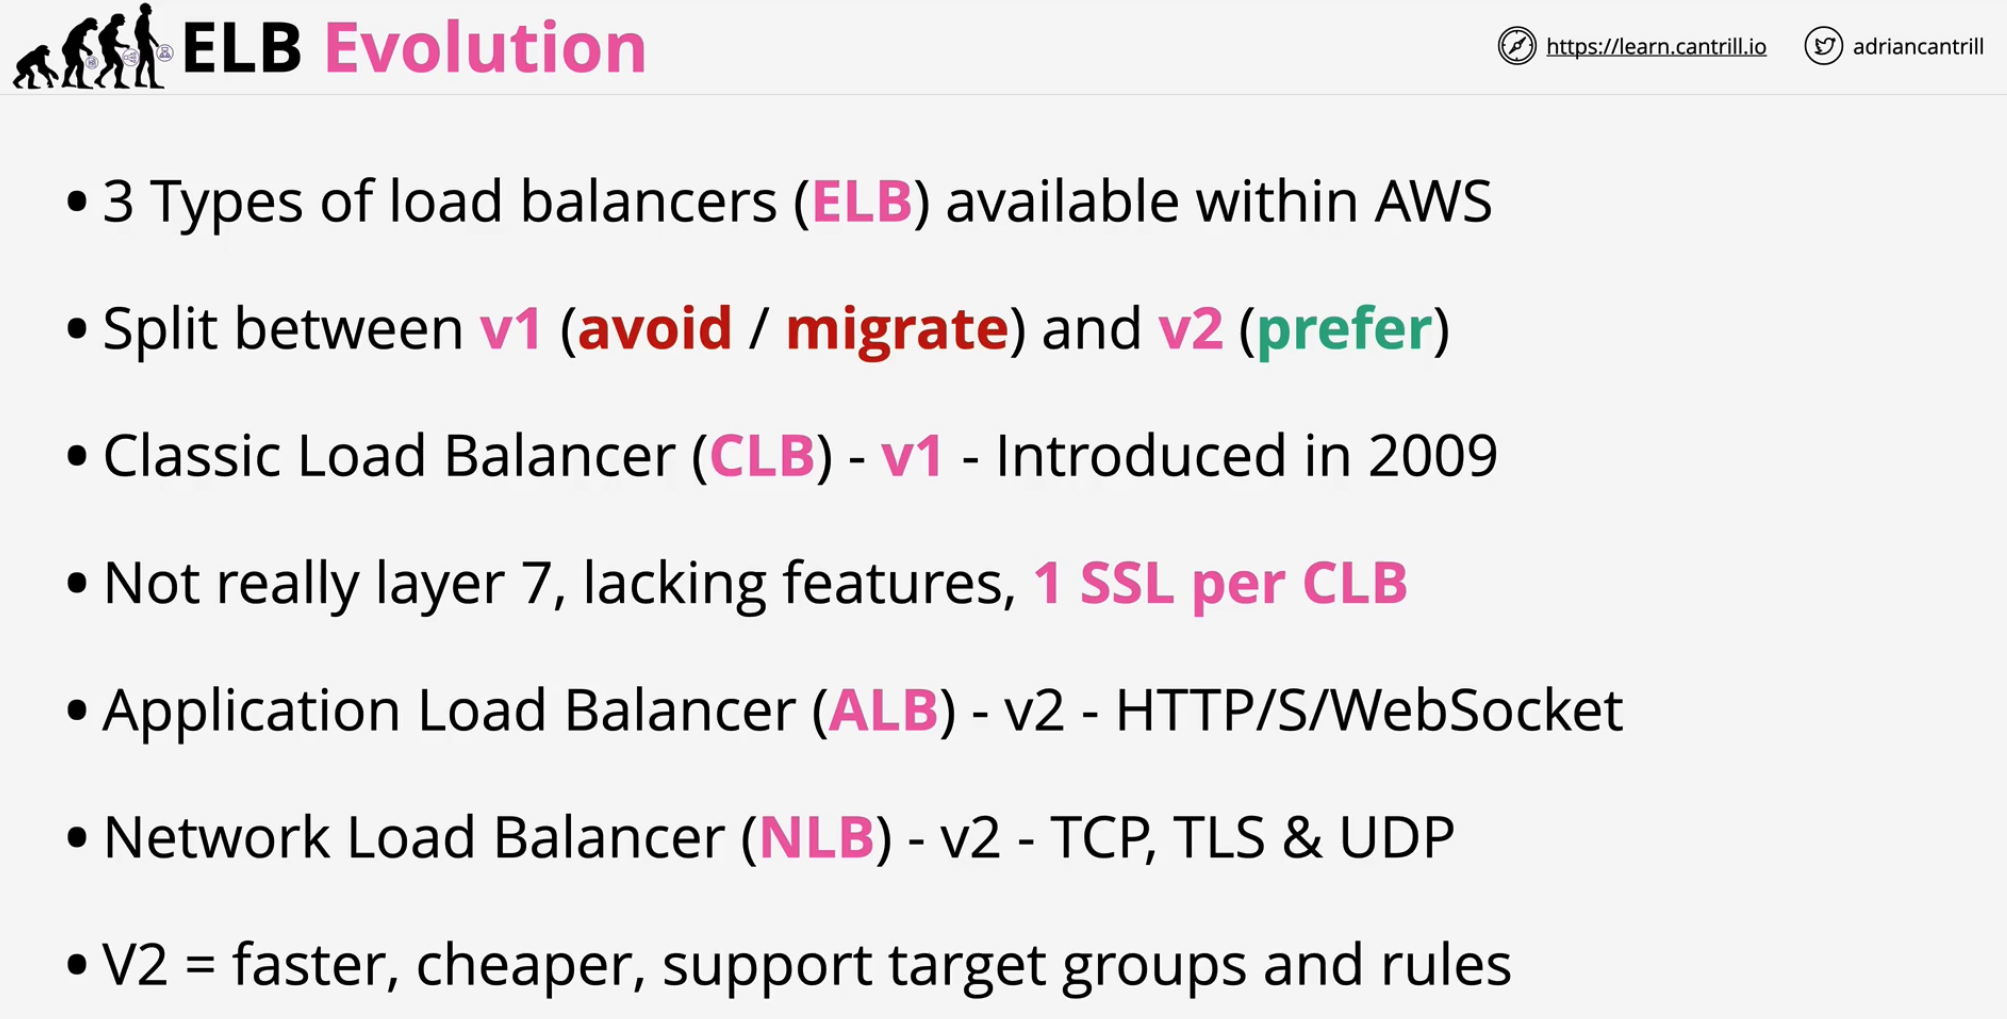 ELB Evolution
https://learn.cantrill.io
adriancantrill
• 3 Types of load balancers (ELB) available within AWS
• Split between v1 (avoid / migrate) and v2 (prefer)
• Classic Load Balancer (CLB) - v1 - Introduced in 2009
• Not really layer 7, lacking features, 1 SSL per CLB
• Application Load Balancer (ALB) - v2 - HTTP/S/WebSocket
• Network Load Balancer (NLB) - v2 - TCP, TLS & UDP
• V2 = faster, cheaper, support target groups and rules